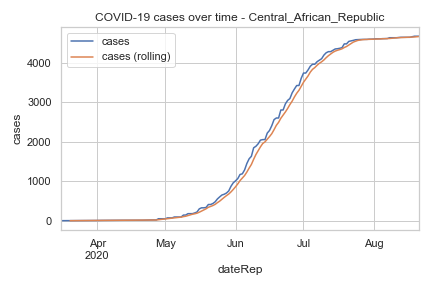 COVID-19 cases over time - Central_African_Republic
cases
cases (rolling)
cases
4000
3000
2000
1000
0
Apr
2020
May
Jun
Jul
Aug
dateRep